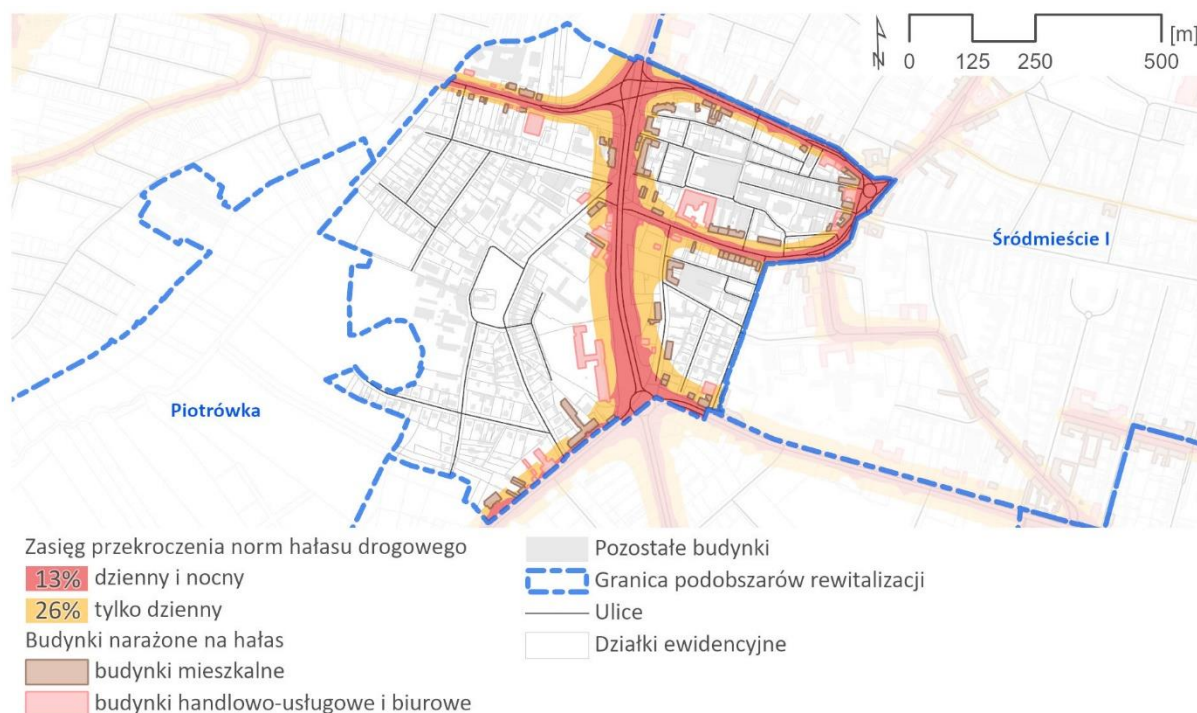 N
[m]
0 125 250 500
Śródmieście I
Piotrówka
Zasięg przekroczenia norm hałasu drogowego
13% dzienny i nocny
26% tylko dzienny
Budynki narażone na hałas
budynki mieszkalne
budynki handlowo-usługowe i biurowe
Pozostałe budynki
Granica podobszarów rewitalizacji
Ulice
Działki ewidencyjne